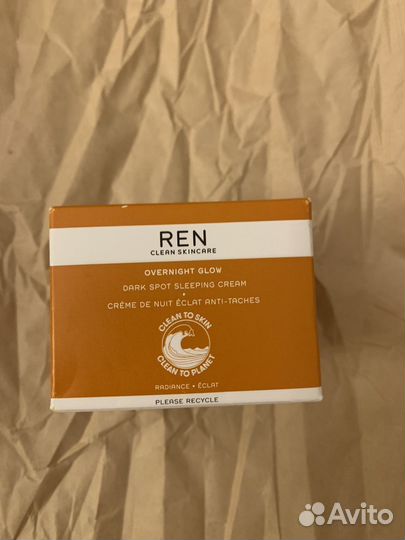 REN
CLEAN SKINCARE
OVERNIGHT GLOW
DARK SPOT SLEEPING CREAM
•
CRÈME DE NUIT ÉCLAT ANTI-TACHES
CLEAN TO SKIN
CLEAN TO PLANET
RADIANCE • ÉCLAT
PLEASE RECYCLE
Avito